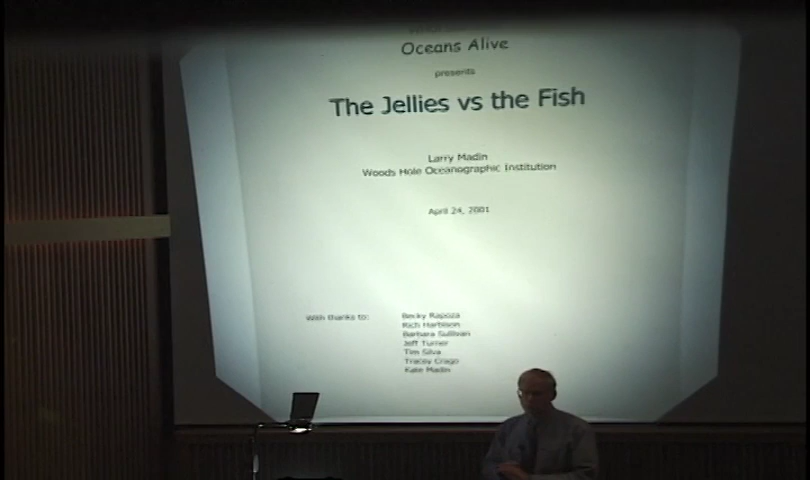 Oceans Alive
presents
The Jellies vs the Fish
Larry Madin
Woods Hole Oceanographic Institution
April 24, 2001
With thanks to: Becky Rapoza
Rich Harbison
Barbara Sullivan
Jeff Turner
Tim Silva
Tracey Crago
Kate Madin